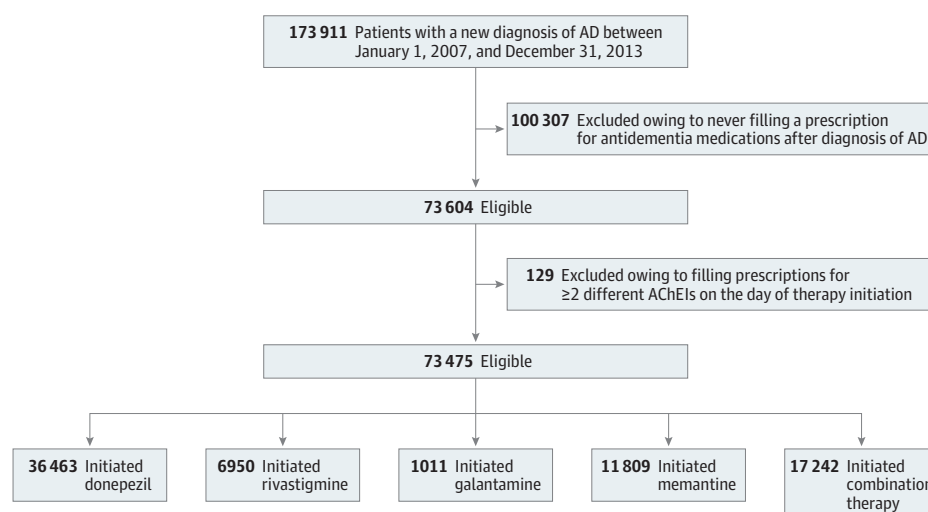 173 911 Patients with a new diagnosis of AD between
January 1, 2007, and December 31, 2013
100 307 Excluded owing to never filling a prescription
for antidementia medications after diagnosis of AD
73 604 Eligible
129 Excluded owing to filling prescriptions for
≥2 different AChEIs on the day of therapy initiation
73 475 Eligible
36 463 Initiated
donepezil
6950 Initiated
rivastigmine
1011 Initiated
galantamine
11 809 Initiated
memantine
17 242 Initiated
combination
therapy